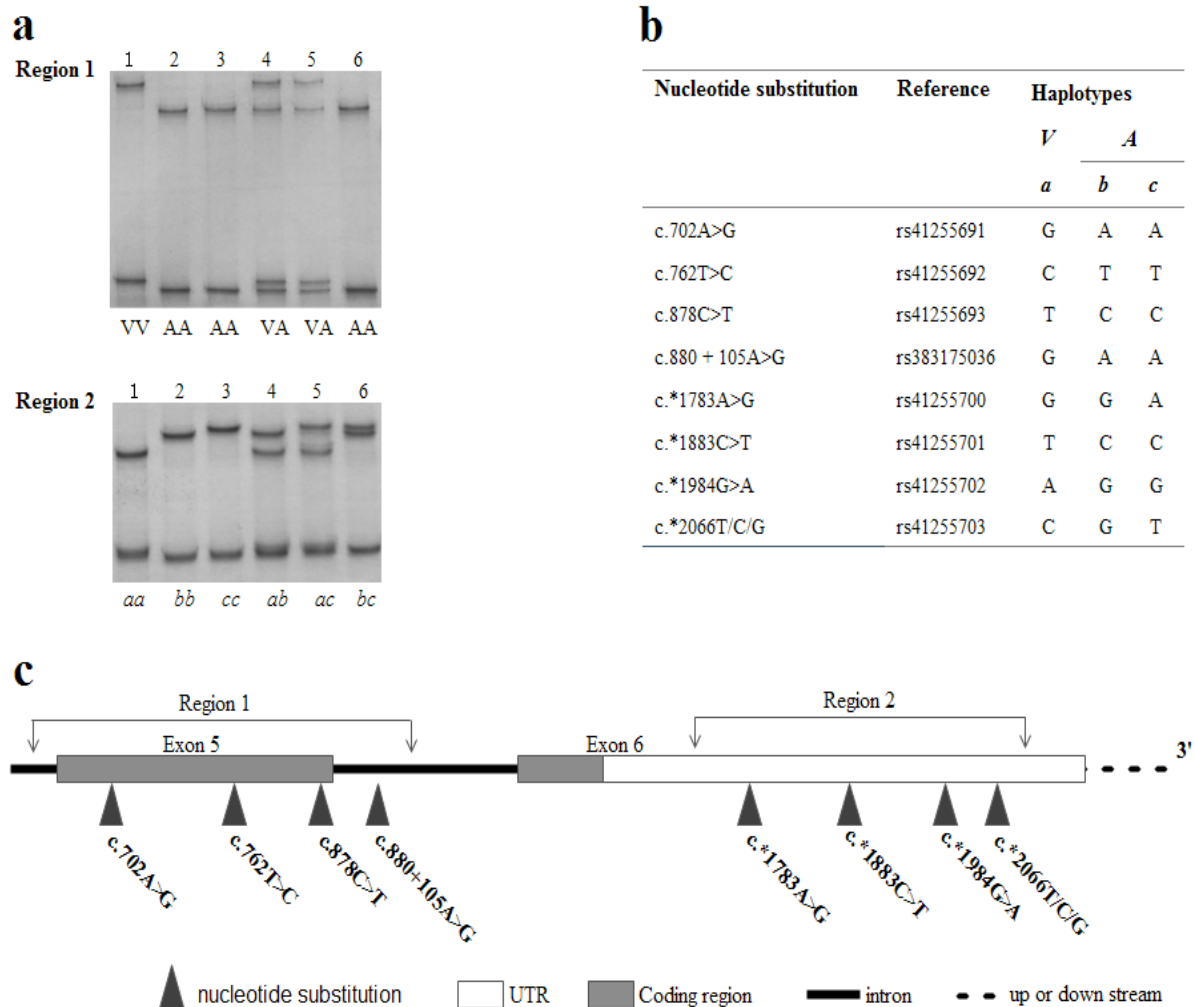 a
Region 1
1 2 3 4 5 6
VV AA AA VA VA AA
Region 2
1 2 3 4 5 6
aa bb cc ab ac bc
b
Nucleotide substitution Reference Haplotypes
V A
a b c
c.702A>G rs41255691 G A A
c.762T>C rs41255692 C T T
c.878C>T rs41255693 T C C
c.880 + 105A>G rs383175036 G A A
c.*1783A>G rs41255700 G G A
c.*1883C>T rs41255701 T C C
c.*1984G>A rs41255702 A G G
c.*2066T/C/G rs41255703 C G T
c
Region 1 Region 2
Exon 5 Exon 6
3'
c.702A>G
c.762T>C
c.878C>T
c.880+105A>G
c.*1783A>G
c.*1883C>T
c.*1984G>A
c.*2066T/C/G
nucleotide substitution UTR Coding region intron up or down stream